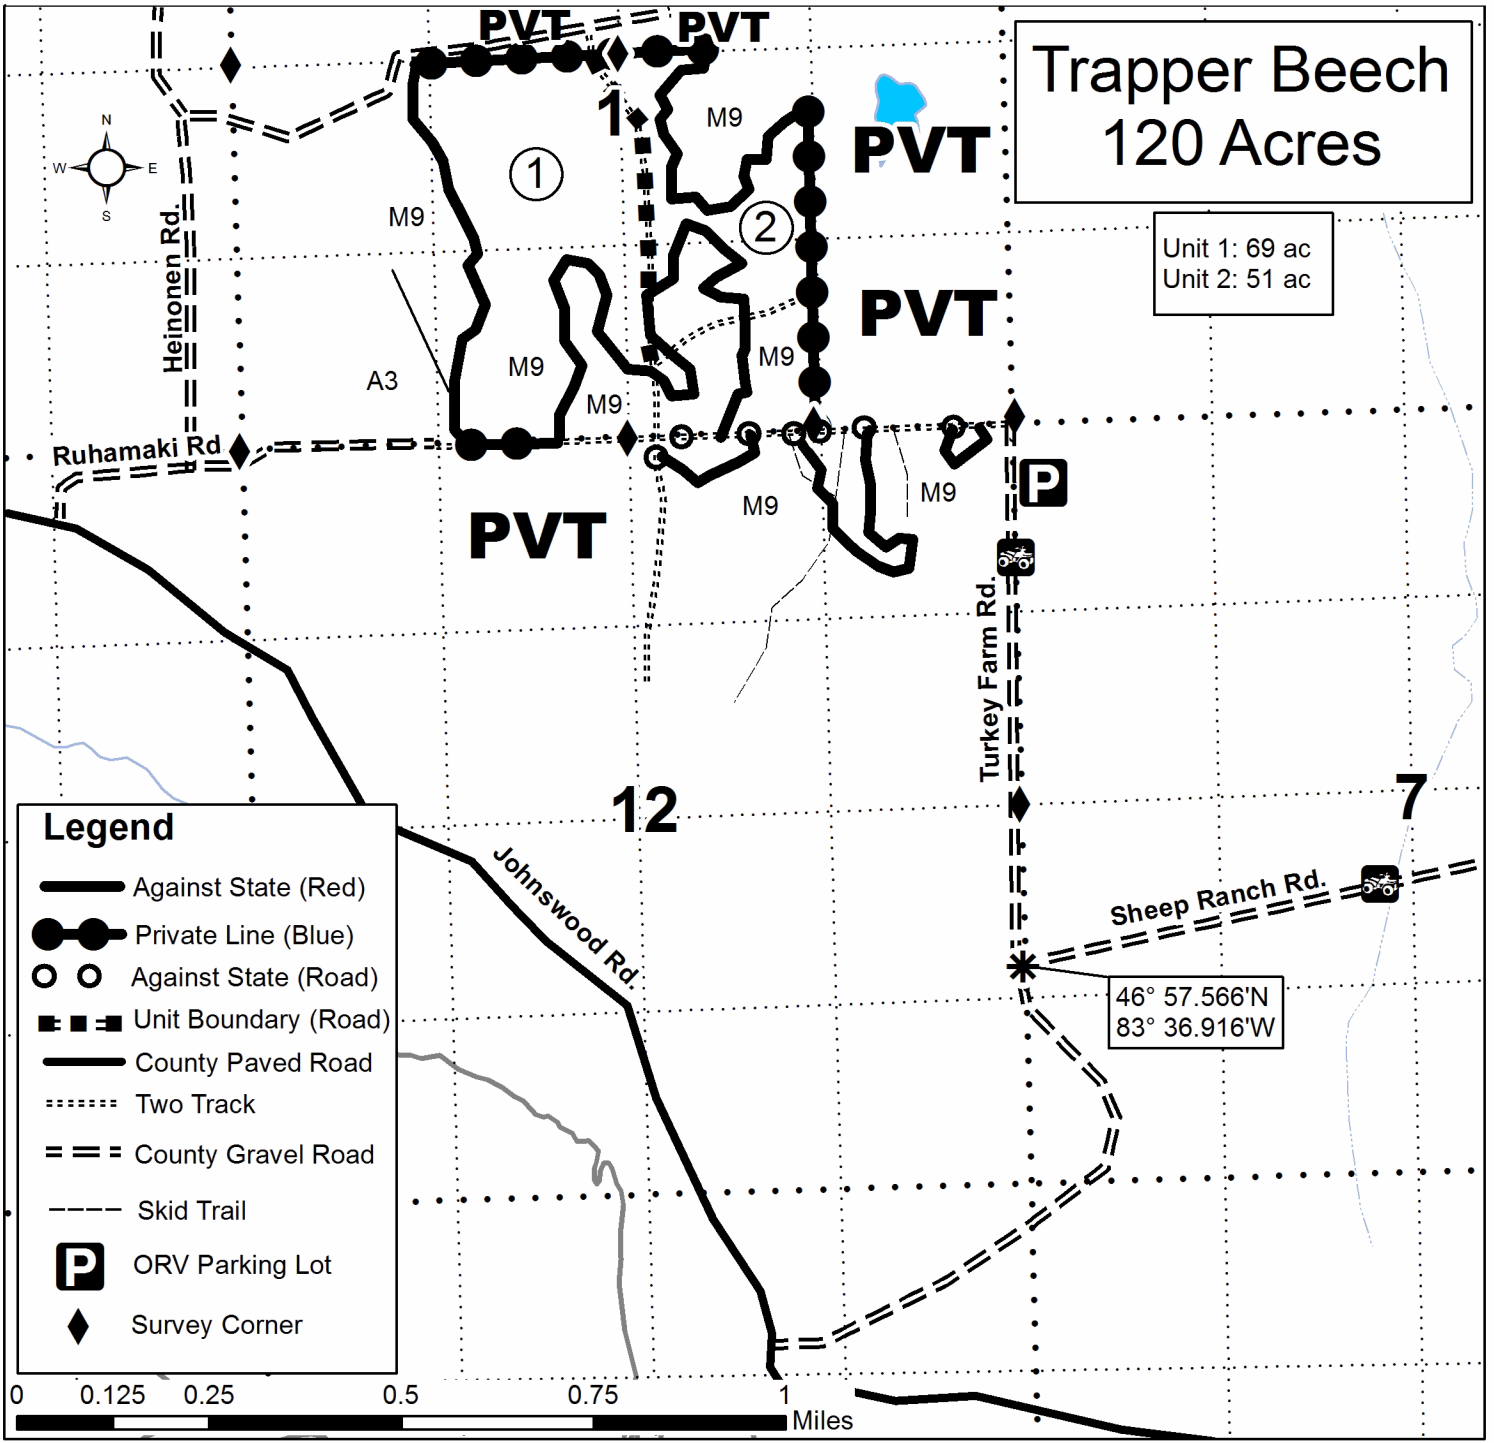 PVT
PVT
Trapper Beech
120 Acres
1
M9
PVT
N
W
E
S
1
M9
2
Heinonen Rd.
Unit 1: 69 ac
Unit 2: 51 ac
PVT
M9
M9
A3
M9
Ruhamaki Rd
P
M9
M9
PVT
Turkey Farm Rd.
12
7
Legend
Against State (Red)
Private Line (Blue)
Against State (Road)
Unit Boundary (Road)
County Paved Road
Two Track
County Gravel Road
Skid Trail
P
ORV Parking Lot
Survey Corner
Johnswood Rd.
Sheep Ranch Rd.
46° 57.566'N
83° 36.916'W
0 0.125 0.25 0.5 0.75 1
Miles